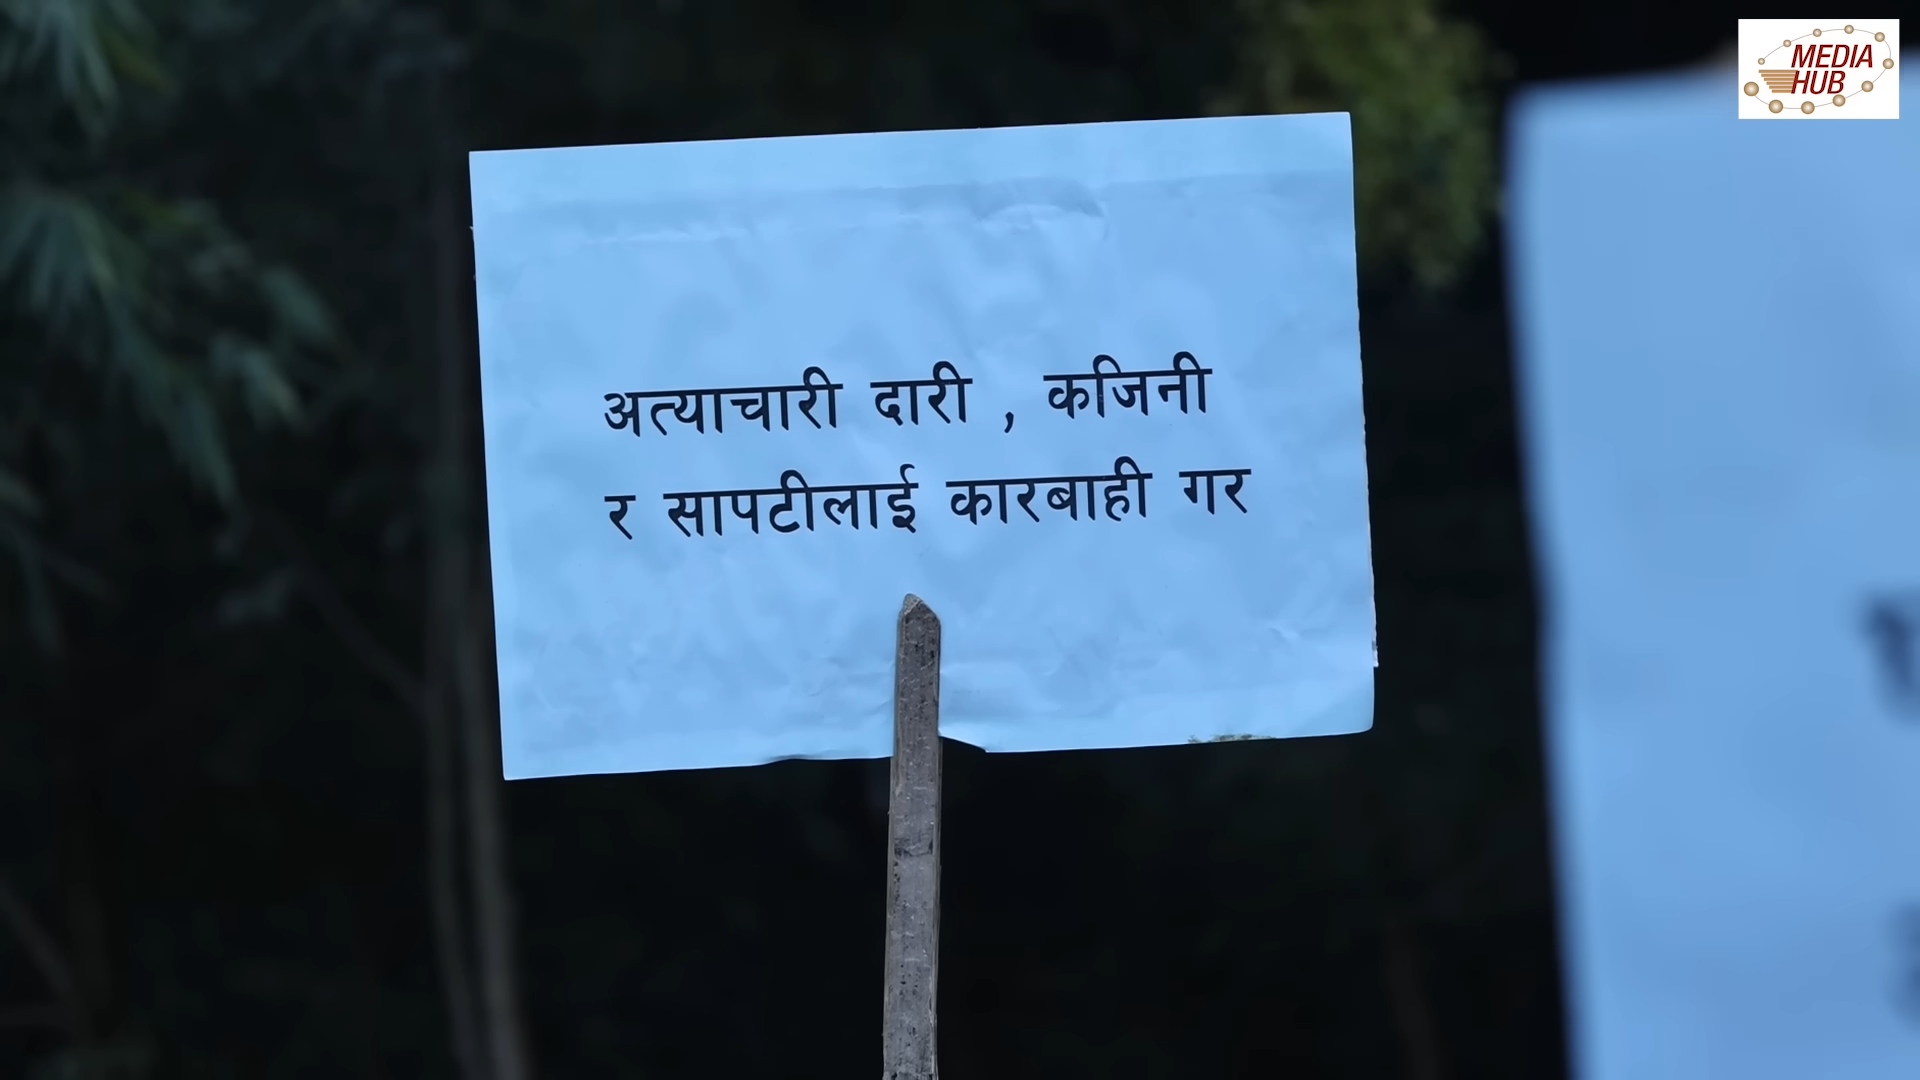 MEDIA
HUB
अत्याचारी दारी , कजिनी
र सापटीलाई कारबाही गर